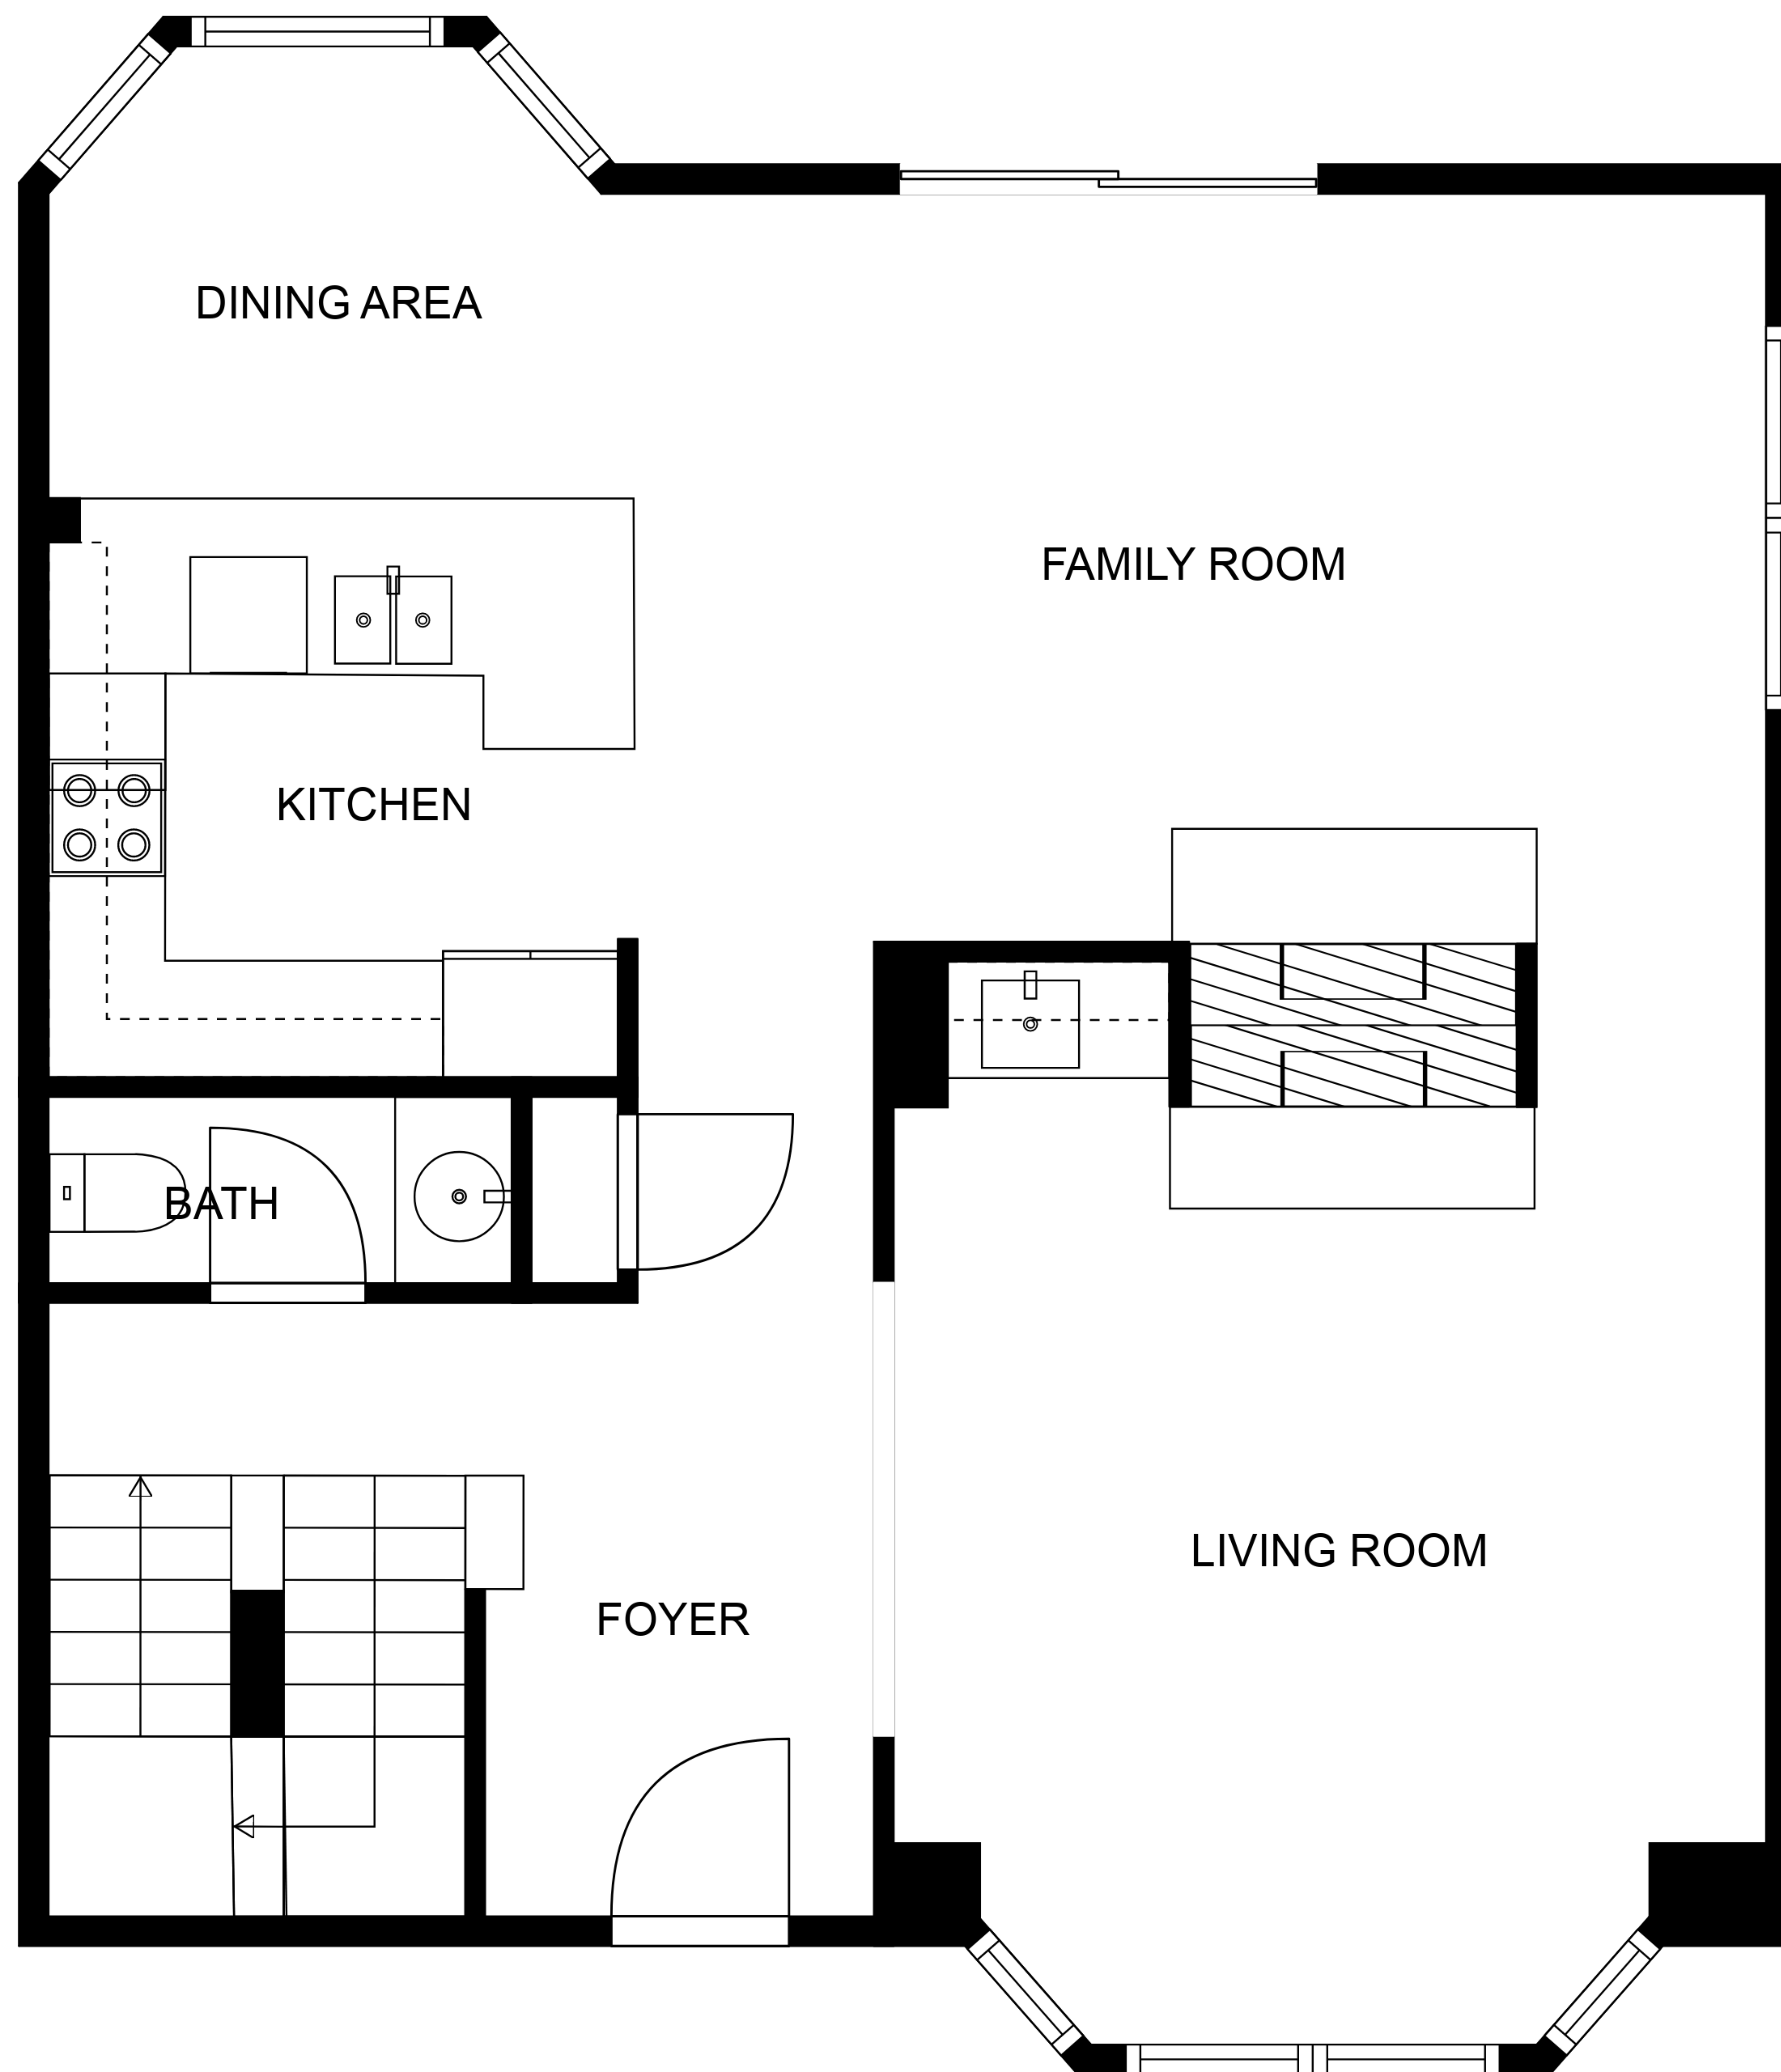 DINING AREA
FAMILY ROOM
KITCHEN
BATH
LIVING ROOM
FOYER